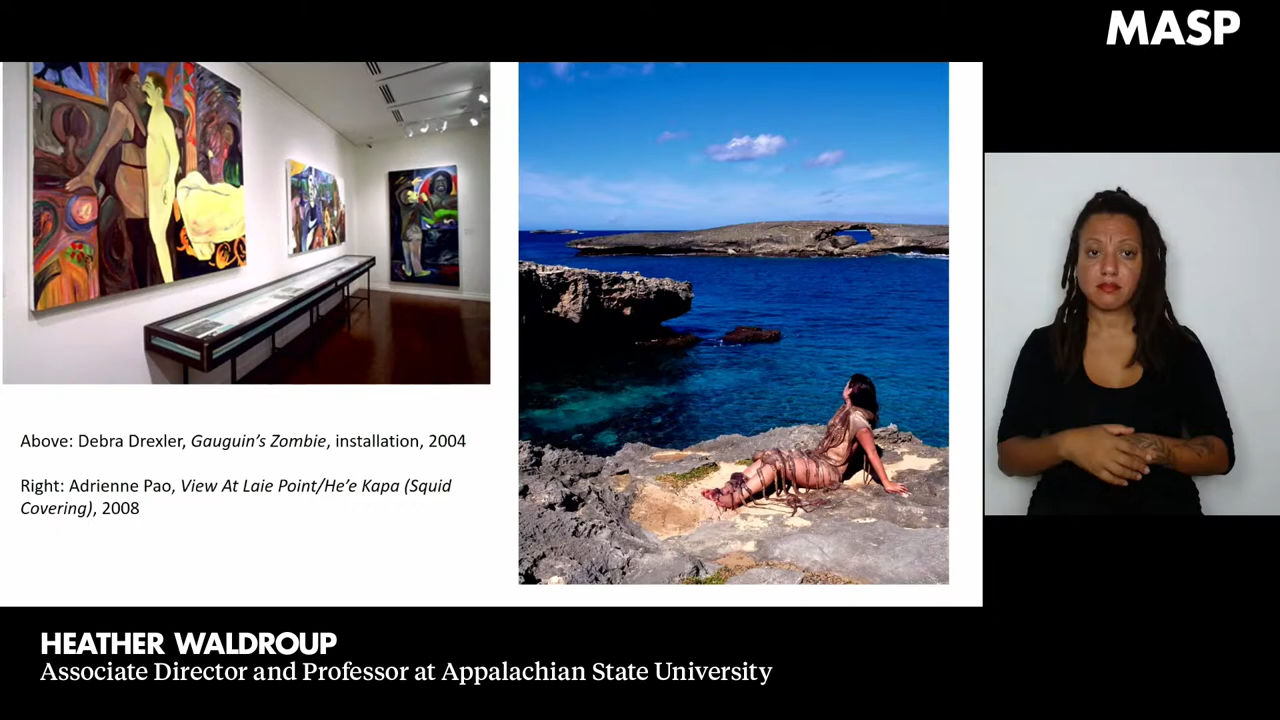 MASP
Above: Debra Drexler, Gauguin’s Zombie, installation, 2004
Right: Adrienne Pao, View At Laie Point/He’e Kapa (Squid
Covering), 2008
HEATHER WALDROUP
Associate Director and Professor at Appalachian State University